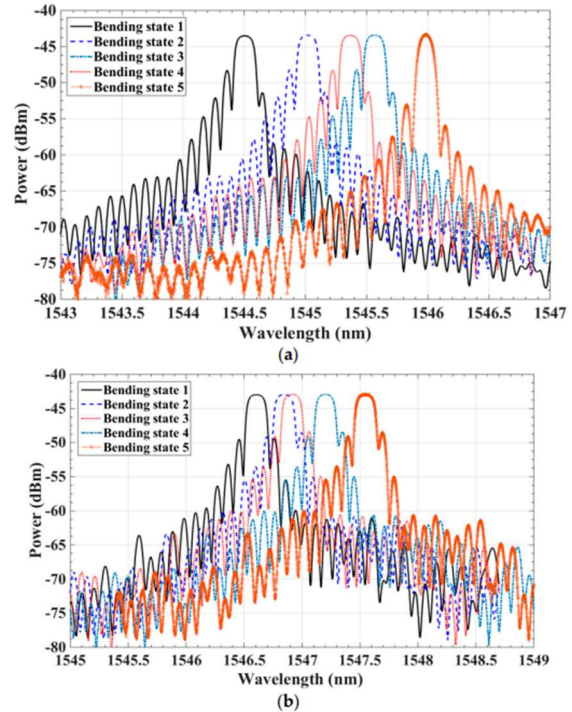 -40
-45
-50
-55
-60
-65
-70
-75
-80
Power (dBm)
Bending state 1
Bending state 2
Bending state 3
Bending state 4
Bending state 5
1543 1543.5 1544 1544.5 1545 1545.5 1546 1546.5 1547
Wavelength (nm)
(a)
-40
-45
-50
-55
-60
-65
-70
-75
-80
Power (dBm)
Bending state 1
Bending state 2
Bending state 3
Bending state 4
Bending state 5
1545 1545.5 1546 1546.5 1547 1547.5 1548 1548.5 1549
Wavelength (nm)
(b)